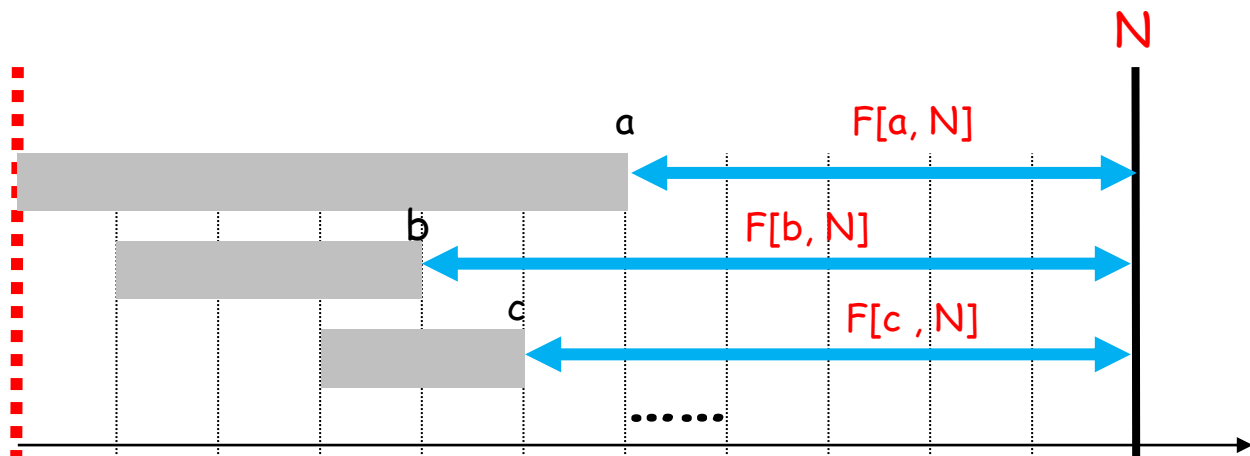 N
a
F[a, N]
b
F[b, N]
c
F[c , N]
……